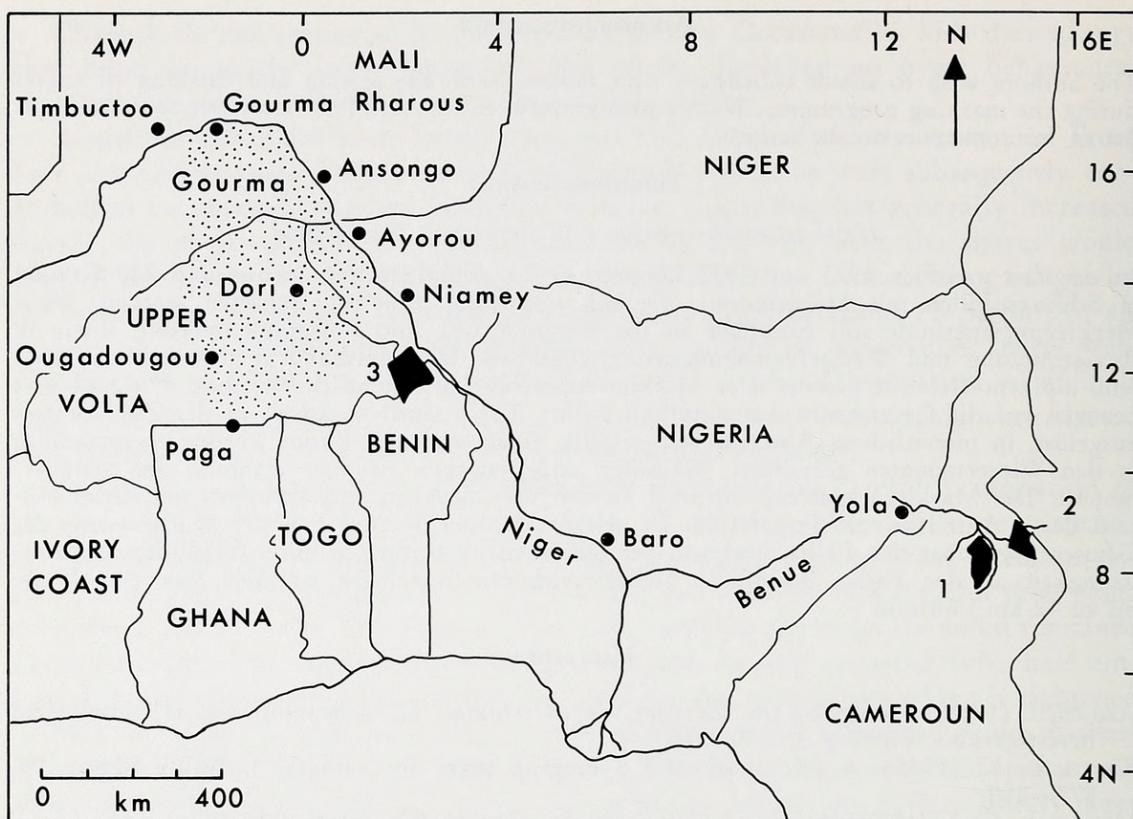 4W 0 4 8 12 16E
N
MALI
Timbuctoo
Gourma Rharous
NIGER
16
Ansongo
Gourma
Ayorou
Dori
Niamey
UPPER
Ougadougou
12
3
VOLTA
BENIN
NIGERIA
Paga
Yola
2
Niger
TOGO
Baro
IVORY
COAST
Benue
8
1
GHANA
CAMEROUN
4N
0 400
km